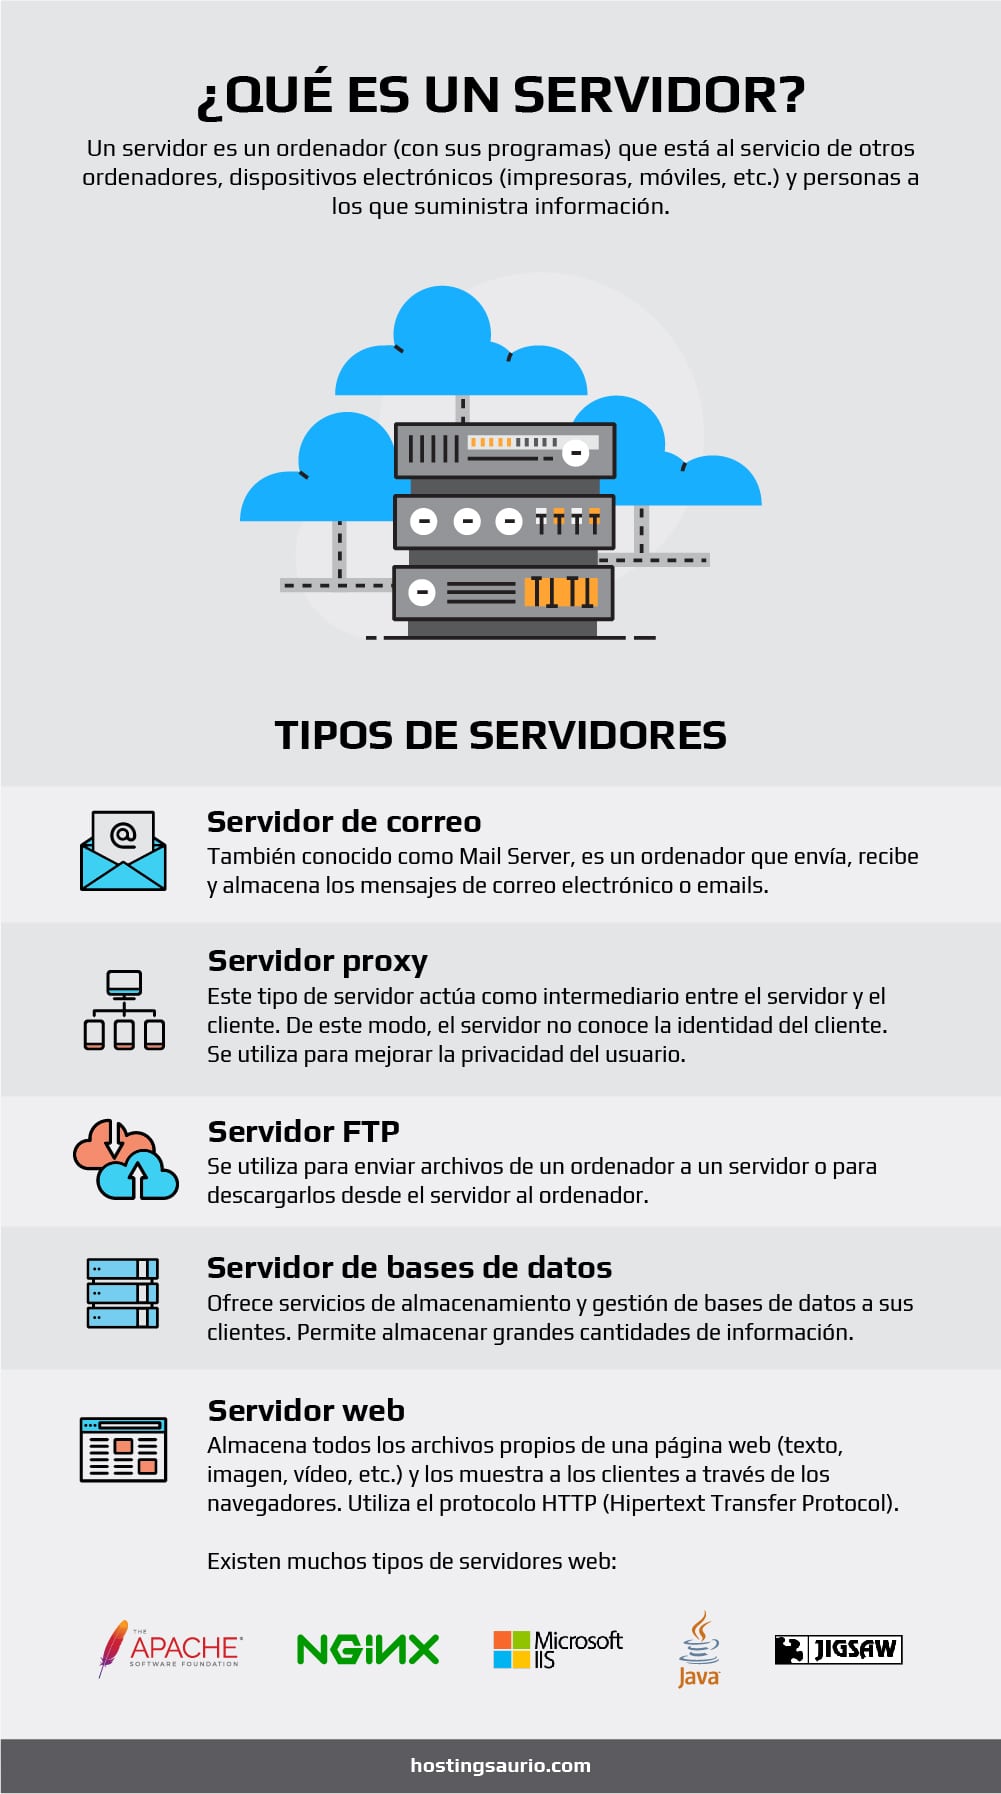 ¿QUÉ ES UN SERVIDOR?
Un servidor es un ordenador (con sus programas) que está al servicio de otros
ordenadores, dispositivos electrónicos (impresoras, móviles, etc.) y personas a
los que suministra información.
TIPOS DE SERVIDORES
@
Servidor de correo
También conocido como Mail Server, es un ordenador que envía, recibe
y almacena los mensajes de correo electrónico o emails.
Servidor proxy
Este tipo de servidor actúa como intermediario entre el servidor y el
cliente. De este modo, el servidor no conoce la identidad del cliente.
Se utiliza para mejorar la privacidad del usuario.
Servidor FTP
Se utiliza para enviar archivos de un ordenador a un servidor o para
descargarlos desde el servidor al ordenador.
Servidor de bases de datos
Ofrece servicios de almacenamiento y gestión de bases de datos a sus
clientes. Permite almacenar grandes cantidades de información.
Servidor web
Almacena todos los archivos propios de una página web (texto,
imagen, vídeo, etc.) y los muestra a los clientes a través de los
navegadores. Utiliza el protocolo HTTP (Hipertext Transfer Protocol).
Existen muchos tipos de servidores web:
THE
APACHE®
SOFTWARE FOUNDATION
NGiNX
Microsoft
IIS
Java
JIGSAW
hostingsaurio.com